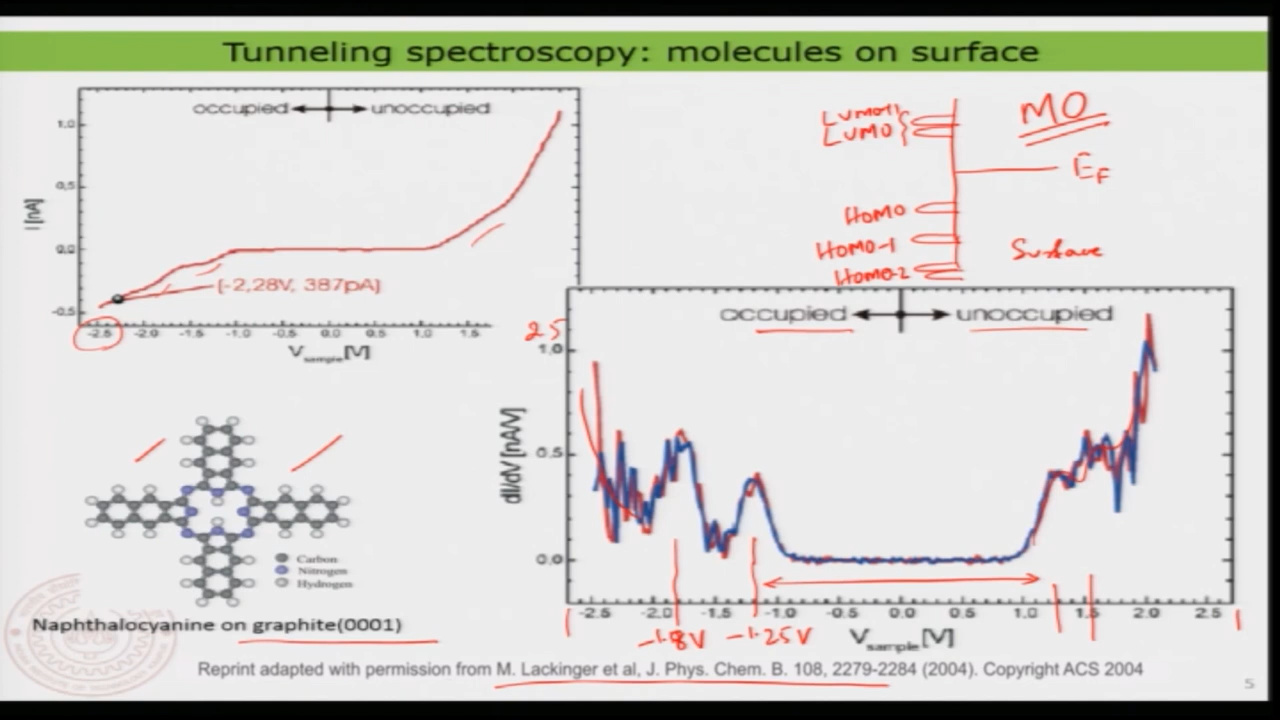 Tunneling spectroscopy: molecules on surface
occupied unoccupied
1.0
0,5
0.0
-0.5
I [nA]
[-2,28V, 387pA]
-2.5 -2.0 -1.5 -1.0 -0.5 0.0 0.5 1.0 1.5
Vsample[V]
LUMO+1
LUMO
MO
EF
HOMO
HOMO-1
HOMO-2
Surface
25
occupied unoccupied
1,0
0.5
0.0
dI/dV [nA/V]
-2.5 -2.0 -1.5 -1.0 -0.5 0.0 0.5 1.0 1.5 2.0 2.5
-1.8V -1.25V
Vsample[V]
Carbon
Nitrogen
Hydrogen
Naphthalocyanine on graphite(0001)
Reprint adapted with permission from M. Lackinger et al, J. Phys. Chem. B. 108, 2279-2284 (2004). Copyright ACS 2004
5